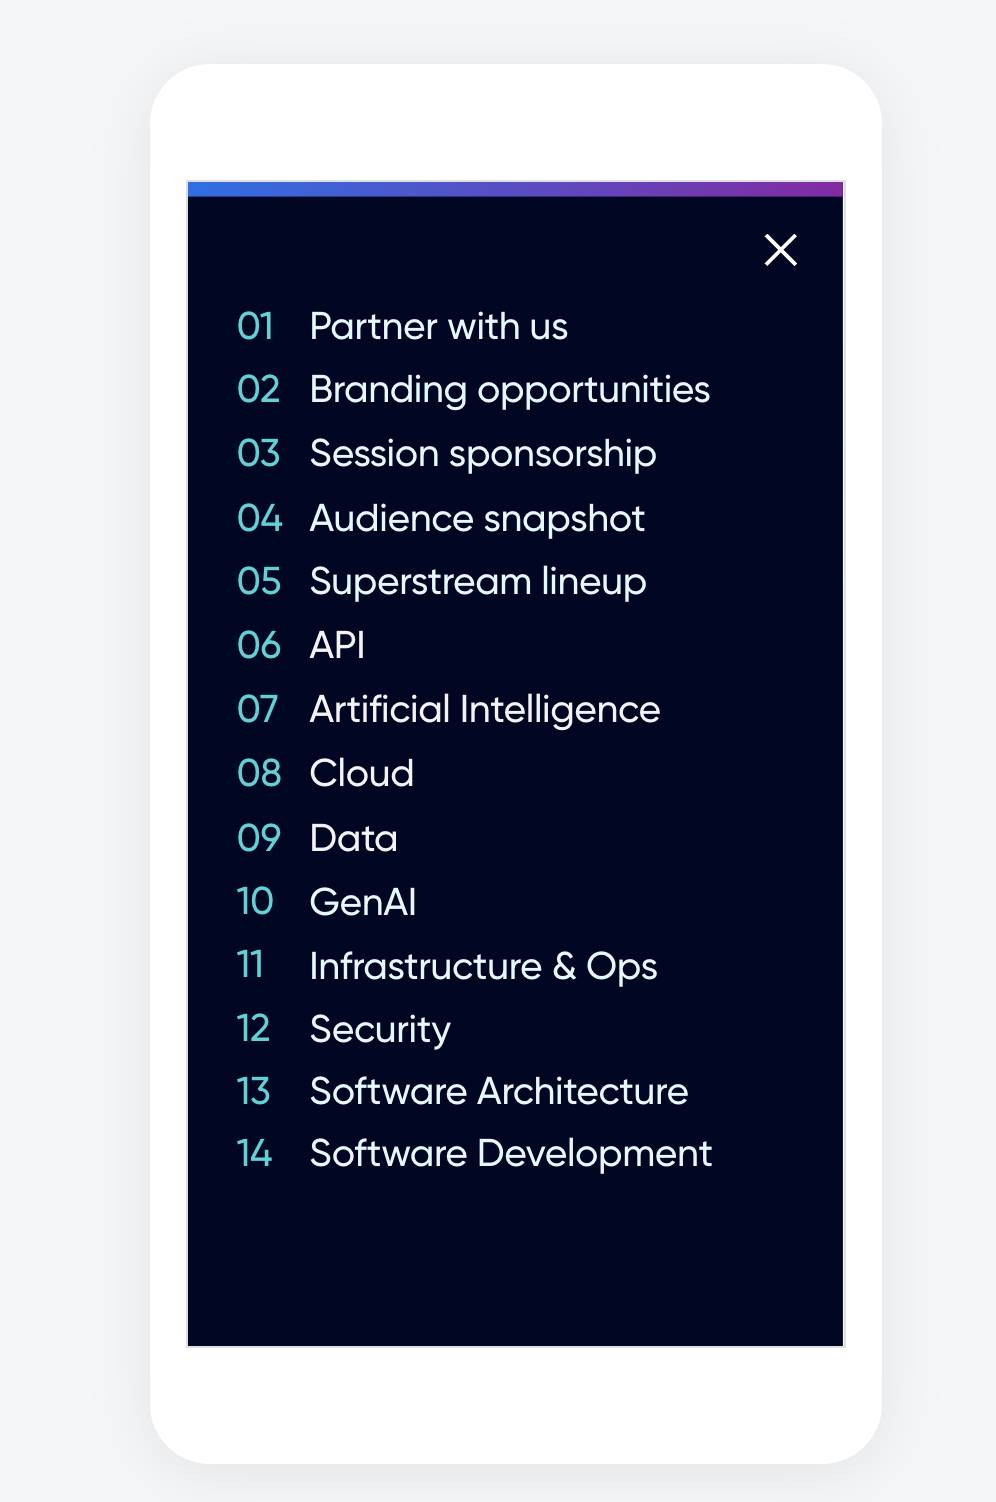 01 Partner with us
02 Branding opportunities
03 Session sponsorship
04 Audience snapshot
05 Superstream lineup
06 API
07 Artificial Intelligence
08 Cloud
09 Data
10 GenAI
11 Infrastructure & Ops
12 Security
13 Software Architecture
14 Software Development